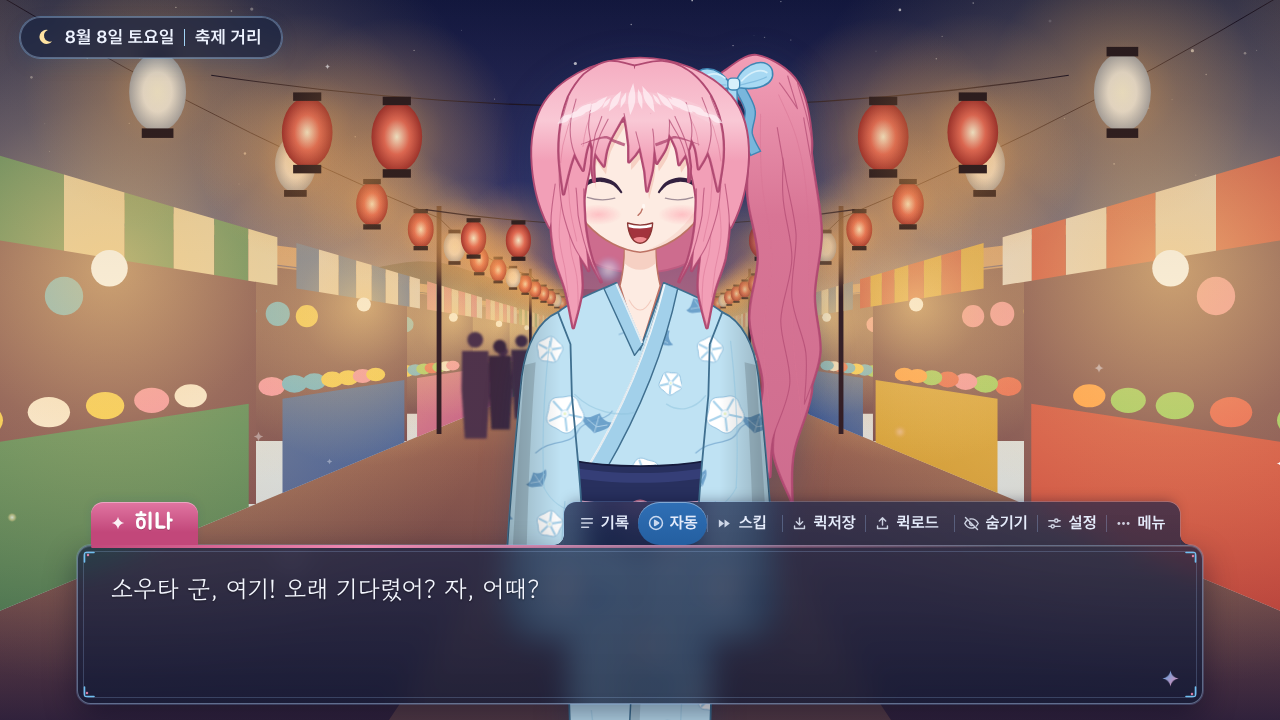 8월 8일 토요일 | 축제 거리
히나
기록 자동 스킵 퀵저장 퀵로드 숨기기 설정 메뉴
소우타 군, 여기! 오래 기다렸어? 자, 어때?